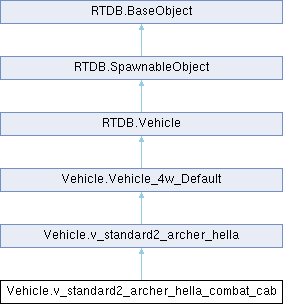 RTDB.BaseObject
RTDB.SpawnableObject
RTDB.Vehicle
Vehicle.Vehicle_4w_Default
Vehicle.v_standard2_archer_hella
Vehicle.v_standard2_archer_hella_combat_cab